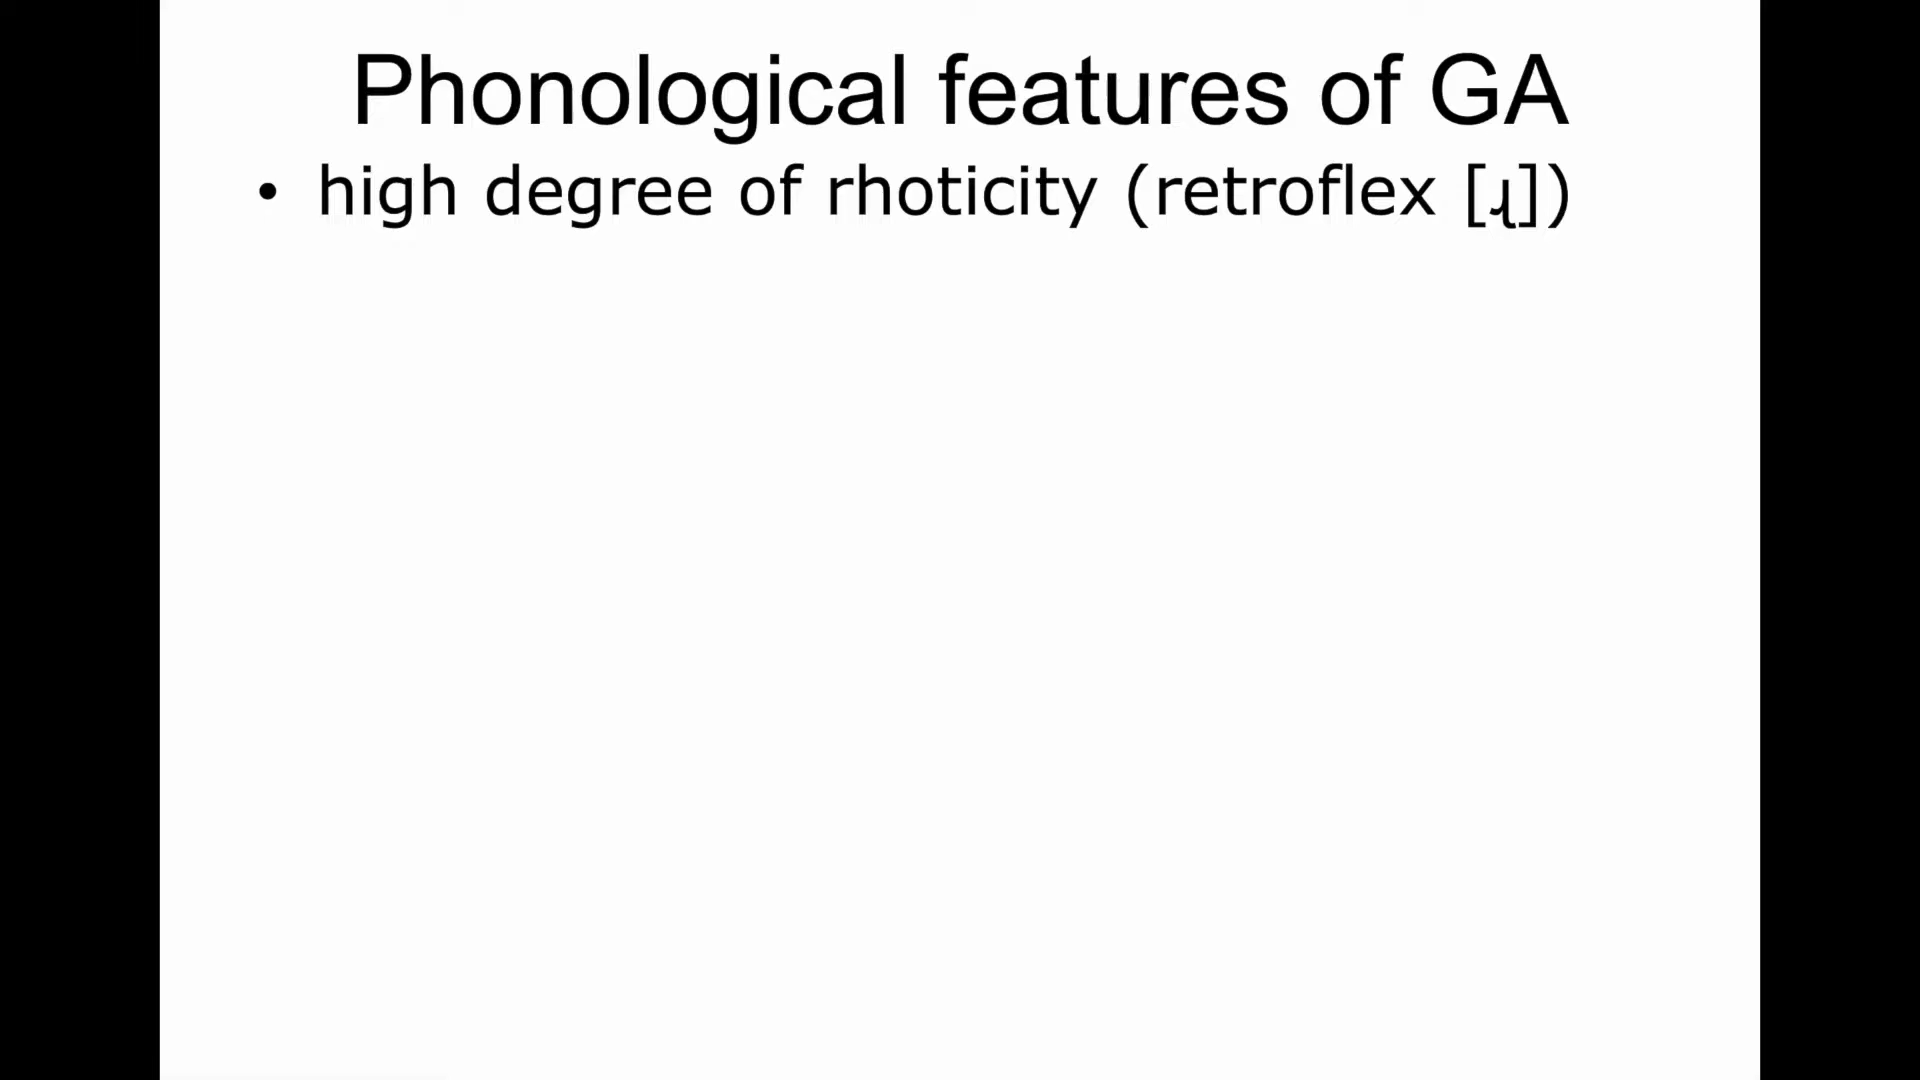 Phonological features of GA
• high degree of rhoticity (retroflex [ɻ])